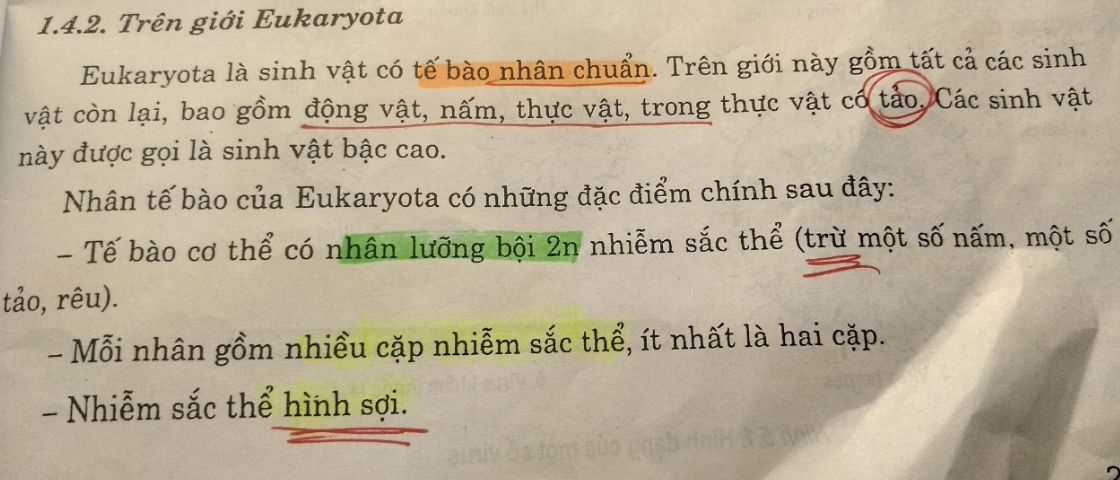 1.4.2. Trên giới Eukaryota
Eukaryota là sinh vật có tế bào nhân chuẩn. Trên giới này gồm tất cả các sinh
vật còn lại, bao gồm động vật, nấm, thực vật, trong thực vật có tảo. Các sinh vật
này được gọi là sinh vật bậc cao.
Nhân tế bào của Eukaryota có những đặc điểm chính sau đây:
– Tế bào cơ thể có nhân lưỡng bội 2n nhiễm sắc thể (trừ một số nấm, một số
tảo, rêu).
– Mỗi nhân gồm nhiều cặp nhiễm sắc thể, ít nhất là hai cặp.
– Nhiễm sắc thể hình sợi.